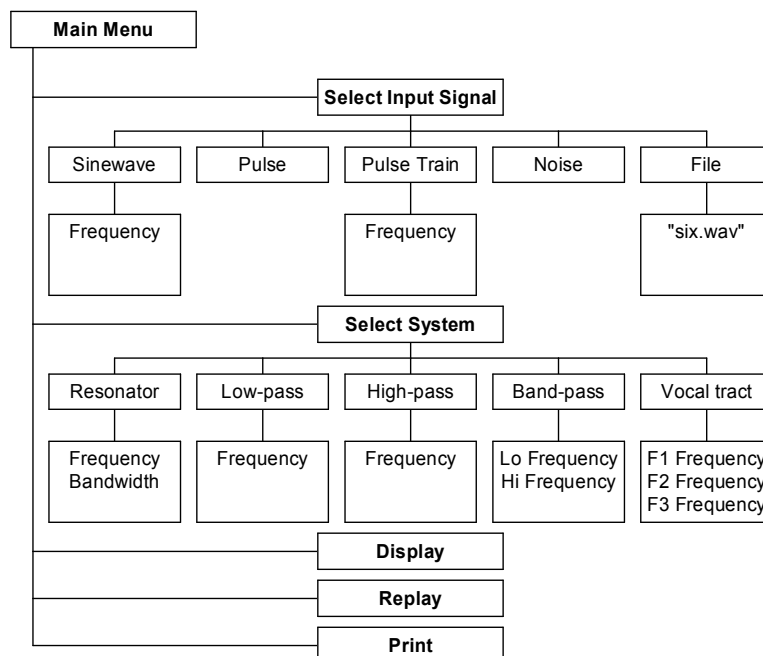 Main Menu
Select Input Signal
Sinewave
Pulse
Pulse Train
Noise
File
Frequency
Frequency
"six.wav"
Select System
Resonator
Low-pass
High-pass
Band-pass
Vocal tract
Frequency
Bandwidth
Frequency
Frequency
Lo Frequency
Hi Frequency
F1 Frequency
F2 Frequency
F3 Frequency
Display
Replay
Print